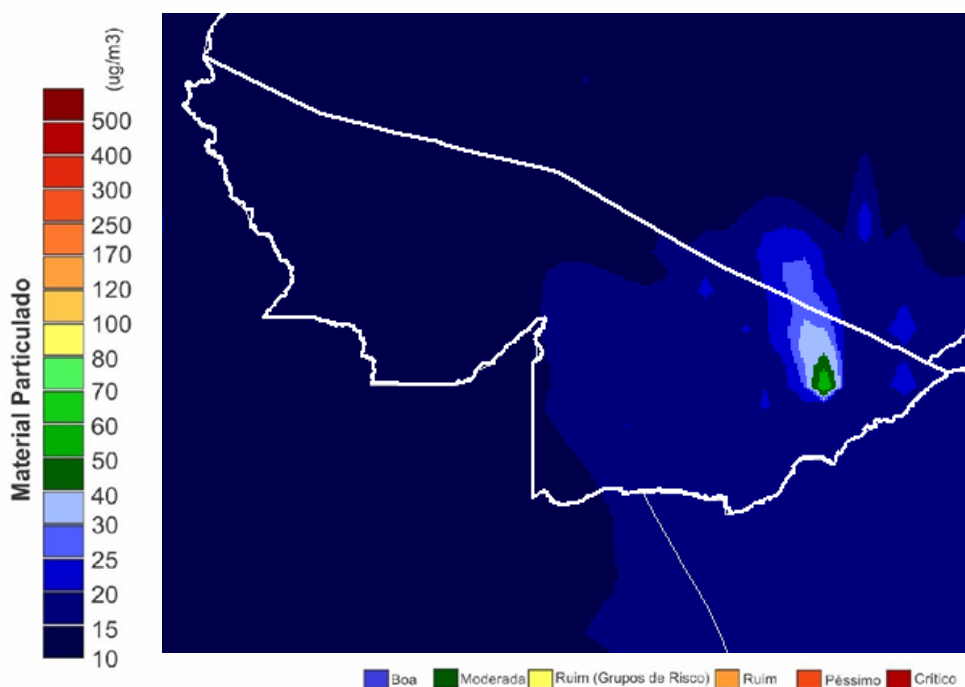 (ug/m3)
Material Particulado
500
400
300
250
170
120
100
80
70
60
50
40
30
25
20
15
10
Boa
Moderada
Ruim (Grupos de Risco)
Ruim
Péssimo
Crítico